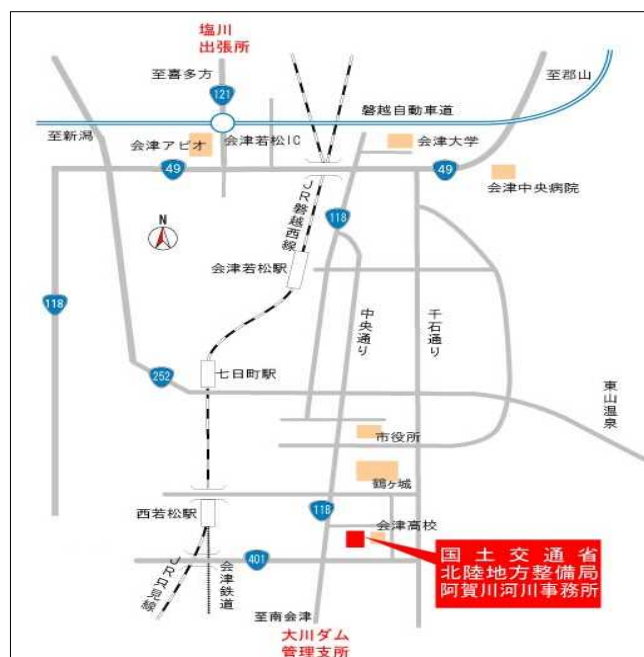 塩川
出張所
至喜多方
至郡山
121
磐越自動車道
至新潟
会津アピオ
会津若松IC
会津大学
49
49
会津中央病院
JR磐越西線
118
N
会津若松駅
118
中央通り
千石通り
七日町駅
252
東山温泉
市役所
鶴ヶ城
西若松駅
118
会津高校
国土交通省
北陸地方整備局
阿賀川河川事務所
401
JR只見線
会津鉄道
至南会津
大川ダム
管理支所